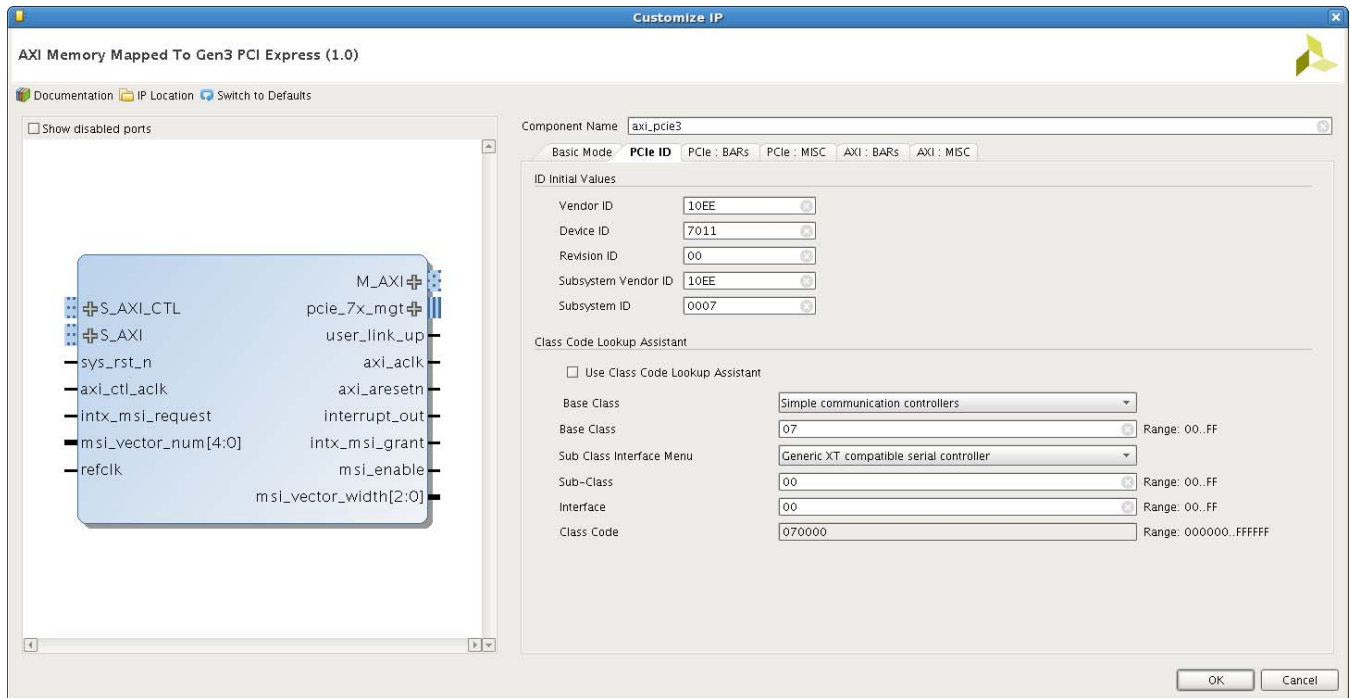 Customize IP
AXI Memory Mapped To Gen3 PCI Express (1.0)
Documentation IP Location Switch to Defaults
Show disabled ports
M_AXI
S_AXI_CTL pcie_7x_mgt
S_AXI user_link_up
sys_rst_n axi_aclk
axi_ctl_aclk axi_aresetn
intx_msi_request interrupt_out
msi_vector_num[4:0] intx_msi_grant
refclk msi_enable
msi_vector_width[2:0]
Component Name axi_pcie3
Basic Mode PCIe ID PCIe : BARs PCIe : MISC AXI : BARs AXI : MISC
ID Initial Values
Vendor ID 10EE
Device ID 7011
Revision ID 00
Subsystem Vendor ID 10EE
Subsystem ID 0007
Class Code Lookup Assistant
Use Class Code Lookup Assistant
Base Class Simple communication controllers
Base Class 07 Range: 00..FF
Sub Class Interface Menu Generic XT compatible serial controller
Sub-Class 00 Range: 00..FF
Interface 00 Range: 00..FF
Class Code 070000 Range: 000000..FFFFFF
OK Cancel